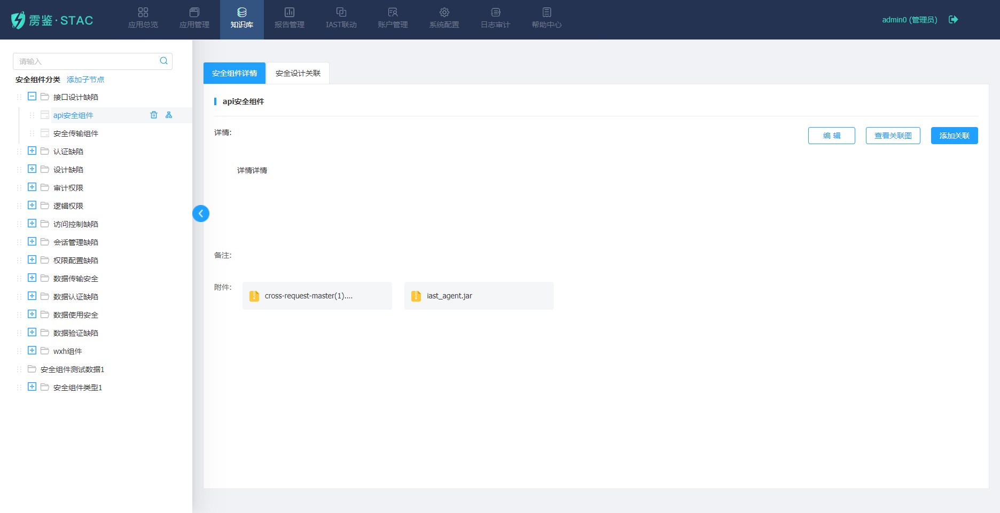 雳鉴·STAC
应用总览
应用管理
知识库
报告管理
IAST联动
账户管理
系统配置
日志审计
帮助中心
admin0 (管理员)
请输入
安全组件分类 添加子节点
接口设计缺陷
api安全组件
安全传输组件
认证缺陷
设计缺陷
审计权限
逻辑权限
访问控制缺陷
会话管理缺陷
权限配置缺陷
数据传输安全
数据认证缺陷
数据使用安全
数据验证缺陷
wxh组件
安全组件测试数据1
安全组件类型1
安全组件详情 安全设计关联
api安全组件
详情:
编 辑 查看关联图 添加关联
详情详情
备注:
附件: cross-request-master(1).... iast_agent.jar